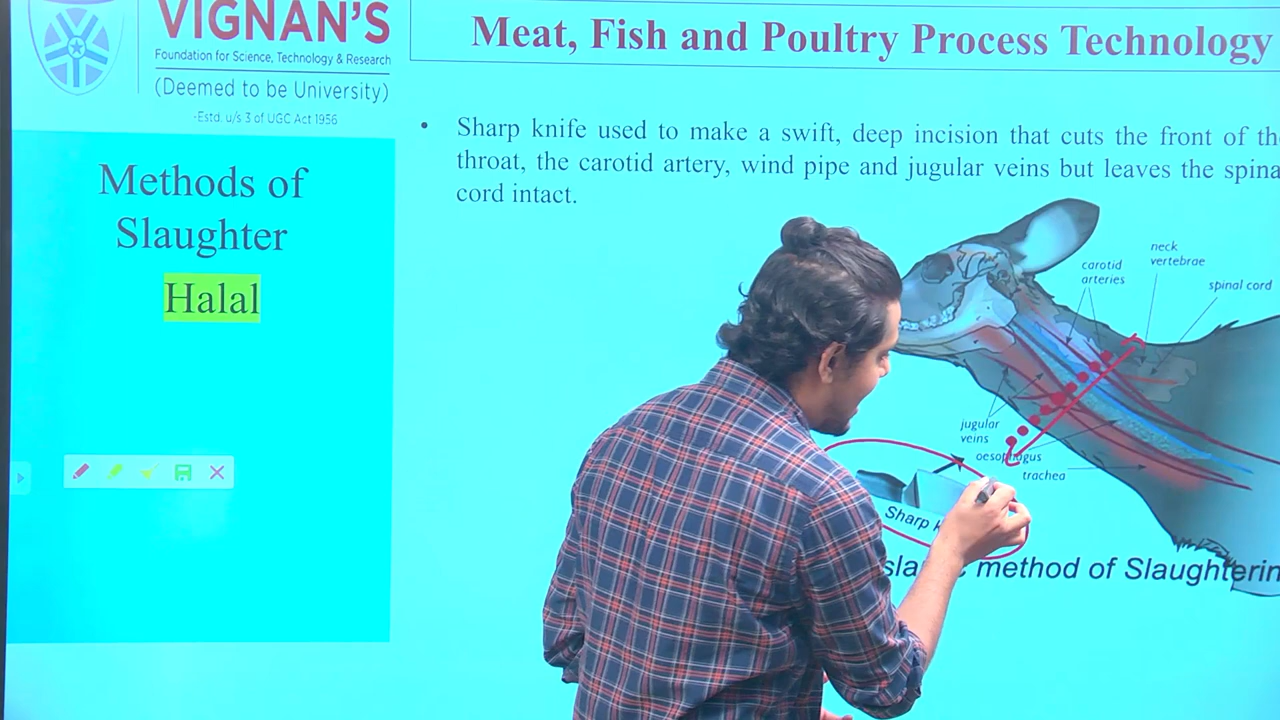 VIGNAN'S
Foundation for Science, Technology & Research
(Deemed to be University)
-Estd. u/s 3 of UGC Act 1956
Meat, Fish and Poultry Process Technology
Methods of
Slaughter
Halal
• Sharp knife used to make a swift, deep incision that cuts the front of
throat, the carotid artery, wind pipe and jugular veins but leaves the
cord intact.
neck
vertebrae
carotid
arteries
spinal cord
jugular
veins
oesophagus
trachea
Sharp
method of